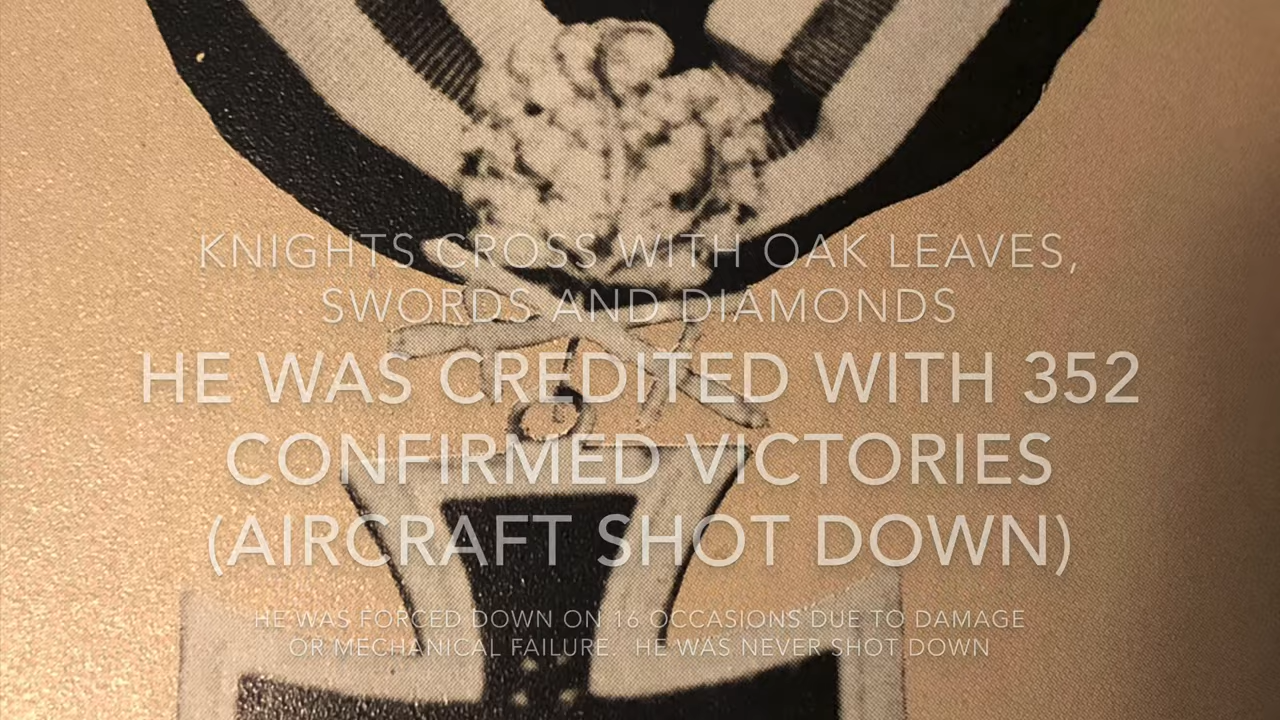 KNIGHTS CROSS WITH OAK LEAVES,
SWORDS AND DIAMONDS
HE WAS CREDITED WITH 352
CONFIRMED VICTORIES
(AIRCRAFT SHOT DOWN)
HE WAS FORCED DOWN ON 16 OCCASIONS DUE TO DAMAGE
OR MECHANICAL FAILURE. HE WAS NEVER SHOT DOWN